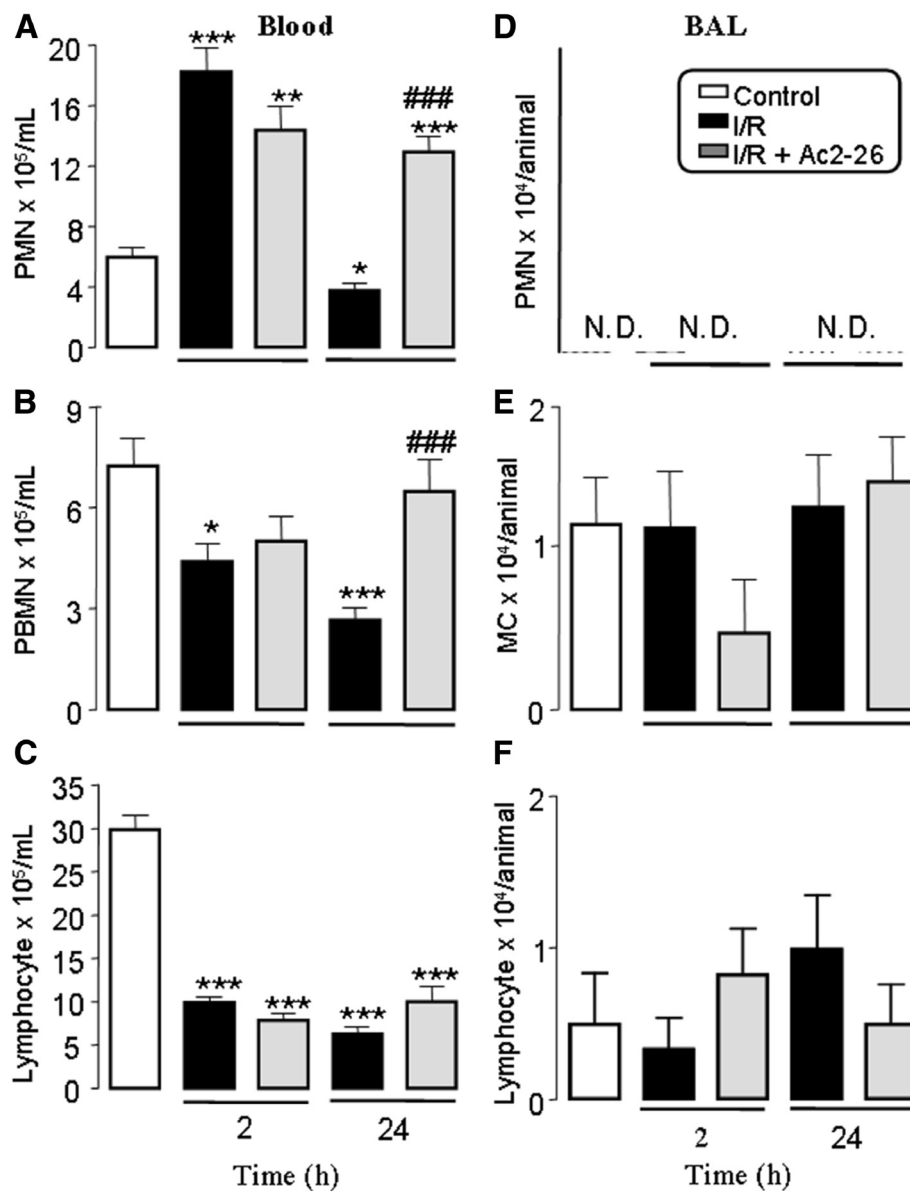 A
Blood
PMN x 10⁵/mL
20
16
12
8
4
0
***
**
*
###
***
B
PBMN x 10⁵/mL
9
6
3
0
*
***
###
C
Lymphocyte x 10⁵/mL
35
30
25
20
15
10
5
0
***
***
***
***
2
24
Time (h)
D
BAL
PMN x 10⁴/animal
Control
I/R
I/R + Ac2-26
N.D.
N.D.
N.D.
E
MC x 10⁴/animal
2
1
0
F
Lymphocyte x 10⁴/animal
2
1
0
2
24
Time (h)